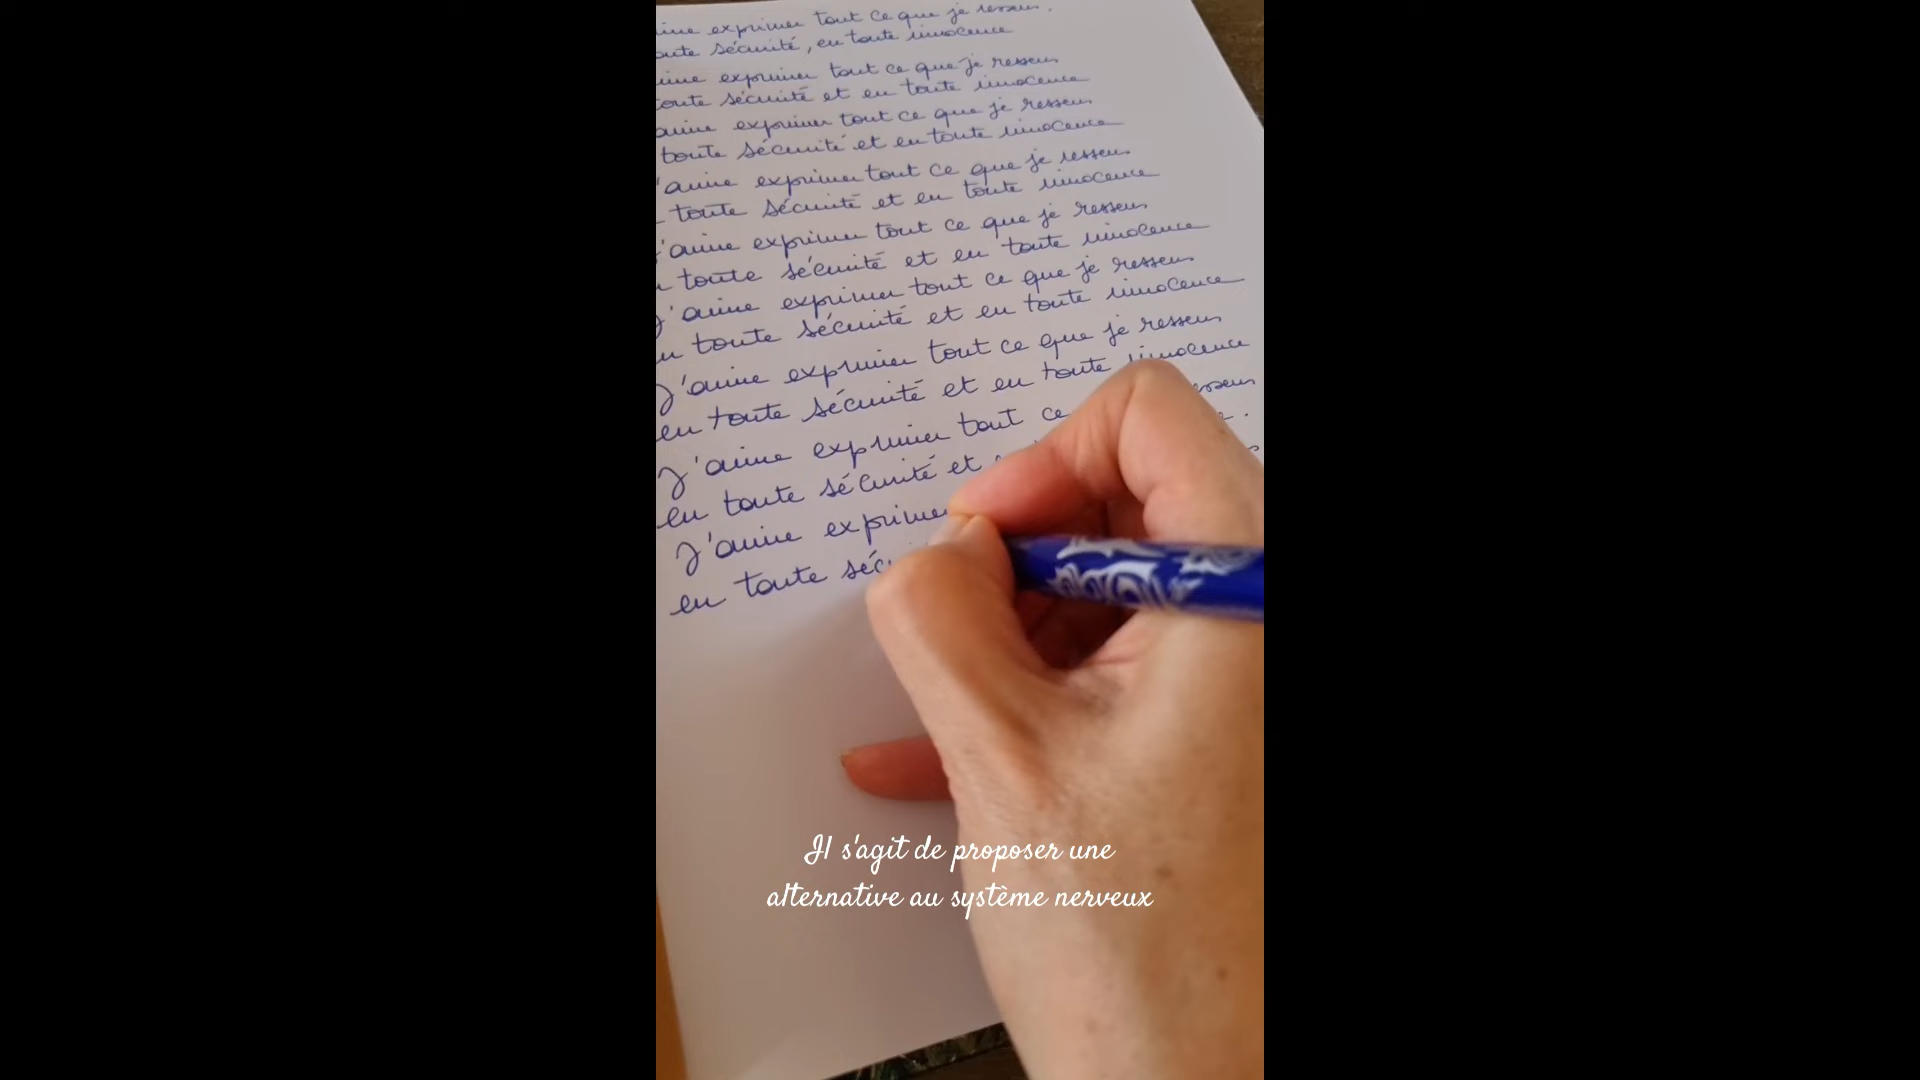 aime exprimer tout ce que je ressens.
toute sécurité, en toute innocence
aime exprimer tout ce que je ressens
toute sécurité et en toute innocence
aime exprimer tout ce que je ressens
toute sécurité et en toute innocence
'aime exprimer tout ce que je ressens
toute sécurité et en toute innocence
J'aime exprimer tout ce que je ressens
toute sécurité et en toute innocence
J'aime exprimer tout ce que je ressens
en toute sécurité et en toute innocence
J'aime exprimer tout ce que je ressens
en toute sécurité et en toute innocence
J'aime exprimer tout ce ressens
en toute sécurité et
J'aime exprimer
en toute séc
Il s'agit de proposer une
alternative au système nerveux